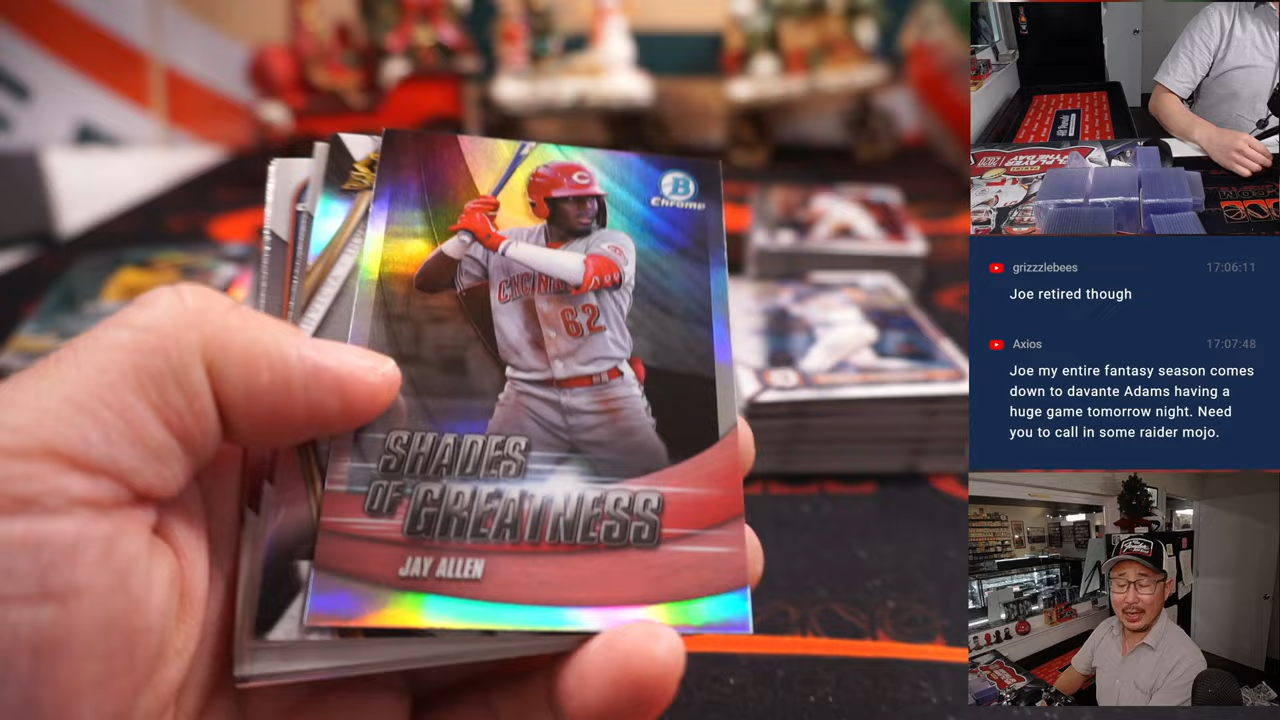 B
Chrome
C
CINCINNATI
62
SHADES
OF GREATNESS
JAY ALLEN
grizzzlebees
17:06:11
Joe retired though
Axios
17:07:48
Joe my entire fantasy season comes
down to davante Adams having a
huge game tomorrow night. Need
you to call in some raider mojo.